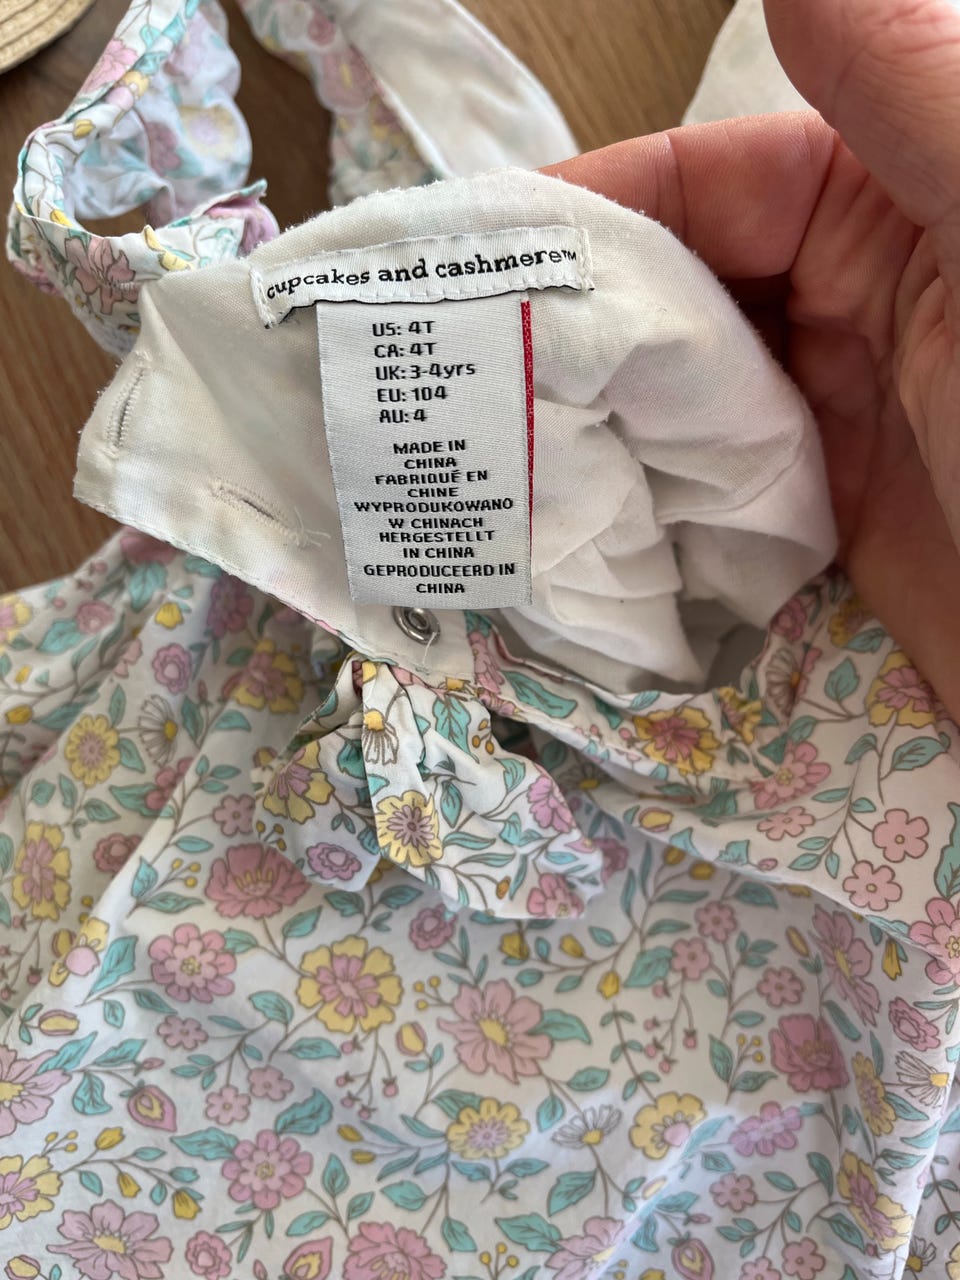 cupcakes and cashmere™
US: 4T
CA: 4T
UK: 3-4yrs
EU: 104
AU: 4
MADE IN
CHINA
FABRIQUÉ EN
CHINE
WYPRODUKOWANO
W CHINACH
HERGESTELLT
IN CHINA
GEPRODUCEERD IN
CHINA